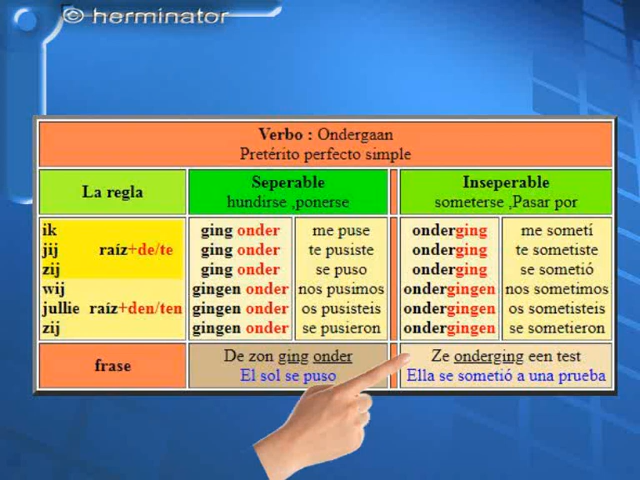 © herminator
Verbo : Ondergaan
Pretérito perfecto simple
La regla
Seperable
hundirse ,ponerse
Inseperable
someterse ,Pasar por
ik
jij raíz+de/te
zij
wij
jullie raíz+den/ten
zij
ging onder me puse
ging onder te pusiste
ging onder se puso
gingen onder nos pusimos
gingen onder os pusisteis
gingen onder se pusieron
onderging me sometí
onderging te sometiste
onderging se sometió
ondergingen nos sometimos
ondergingen os sometisteis
ondergingen se sometieron
frase
De zon ging onder
El sol se puso
Ze onderging een test
Ella se sometió a una prueba